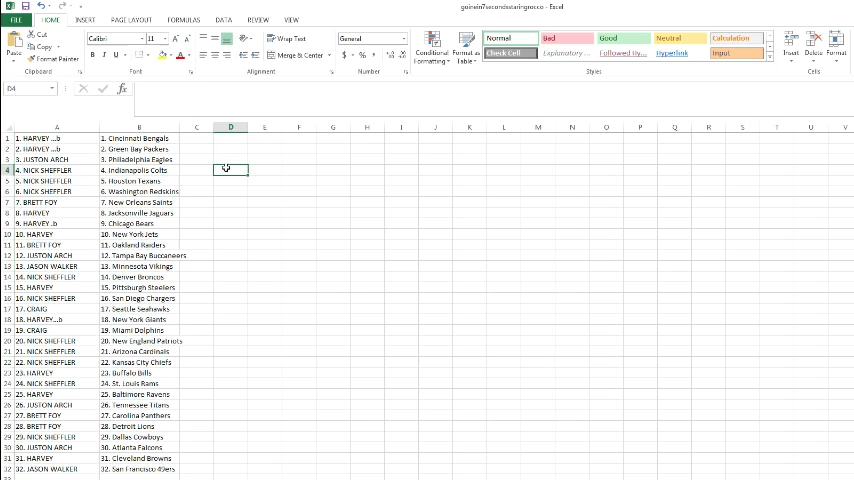 goinein7secondsstaringrocco - Excel
FILE HOME INSERT PAGE LAYOUT FORMULAS DATA REVIEW VIEW
Cut Calibri 11 Wrap Text General Normal Bad Good Neutral Calculation
Copy
Paste Format Painter B I U Merge & Center $ % Conditional Formatting Format as Table Check Cell Explanatory ... Followed Hy... Hyperlink Input Insert Delete Format
Clipboard Font Alignment Number Styles Cells
D4 fx
A B C D E F G H I J K L M N O P Q R S T U V
1 1. HARVEY ...b 1. Cincinnati Bengals
2 2. HARVEY ...b 2. Green Bay Packers
3 3. JUSTON ARCH 3. Philadelphia Eagles
4 4. NICK SHEFFLER 4. Indianapolis Colts
5 5. NICK SHEFFLER 5. Houston Texans
6 6. NICK SHEFFLER 6. Washington Redskins
7 7. BRETT FOY 7. New Orleans Saints
8 8. HARVEY 8. Jacksonville Jaguars
9 9. HARVEY .b 9. Chicago Bears
10 10. HARVEY 10. New York Jets
11 11. BRETT FOY 11. Oakland Raiders
12 12. JUSTON ARCH 12. Tampa Bay Buccaneers
13 13. JASON WALKER 13. Minnesota Vikings
14 14. NICK SHEFFLER 14. Denver Broncos
15 15. HARVEY 15. Pittsburgh Steelers
16 16. NICK SHEFFLER 16. San Diego Chargers
17 17. CRAIG 17. Seattle Seahawks
18 18. HARVEY...b 18. New York Giants
19 19. CRAIG 19. Miami Dolphins
20 20. NICK SHEFFLER 20. New England Patriots
21 21. NICK SHEFFLER 21. Arizona Cardinals
22 22. NICK SHEFFLER 22. Kansas City Chiefs
23 23. HARVEY 23. Buffalo Bills
24 24. NICK SHEFFLER 24. St. Louis Rams
25 25. HARVEY 25. Baltimore Ravens
26 26. JUSTON ARCH 26. Tennessee Titans
27 27. BRETT FOY 27. Carolina Panthers
28 28. BRETT FOY 28. Detroit Lions
29 29. NICK SHEFFLER 29. Dallas Cowboys
30 30. JUSTON ARCH 30. Atlanta Falcons
31 31. HARVEY 31. Cleveland Browns
32 32. JASON WALKER 32. San Francisco 49ers